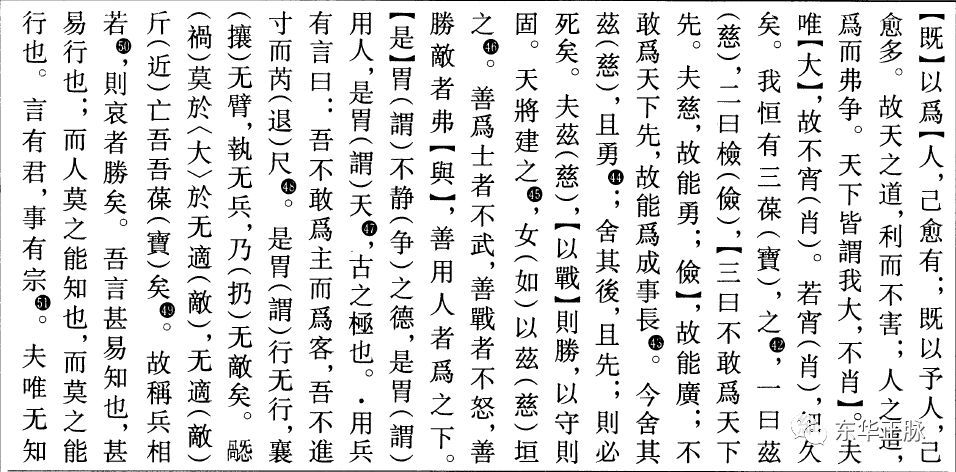 【既】以爲【人，己愈有；既以予人，己
愈多。故天之道，利而不害；人之道，
爲而弗争。天下皆謂我大，不肖】。夫
唯【大】，故不宵（肖）。若宵（肖），久
矣。我恒有三葆（寶），之㊷，一曰兹
（慈），二曰檢（儉），【三曰不敢爲天下
先。夫慈，故能勇；儉】，故能廣；不
敢爲天下先，故能爲成事長㊸。今舍其
兹（慈），且勇㊹；舍其後，且先；則必
死矣。夫兹（慈），【以戰】則勝，以守則
固。天將建之㊺，女（如）以兹（慈）垣
之㊻。善爲士者不武，善戰者不怒，善
勝敵者弗【與】，善用人者爲之下。
【是】胃（謂）不静（争）之德，是胃（謂）
用人，是胃（謂）天㊼，古之極也。·用兵
有言曰：吾不敢爲主而爲客，吾不進
寸而芮（退）尺㊽。是胃（謂）行无行，襄
（攘）无臂，執无兵，乃（扔）无敵矣。
（禍）莫於〈大〉於无適（敵），无適（敵）
斤（近）亡吾吾葆（寶）矣㊾。故稱兵相
若㊿，則哀者勝矣。吾言甚易知也，甚
易行也；而人莫之能知也，而莫之能
行也。言有君，事有宗51。夫唯无知
东华亚脉